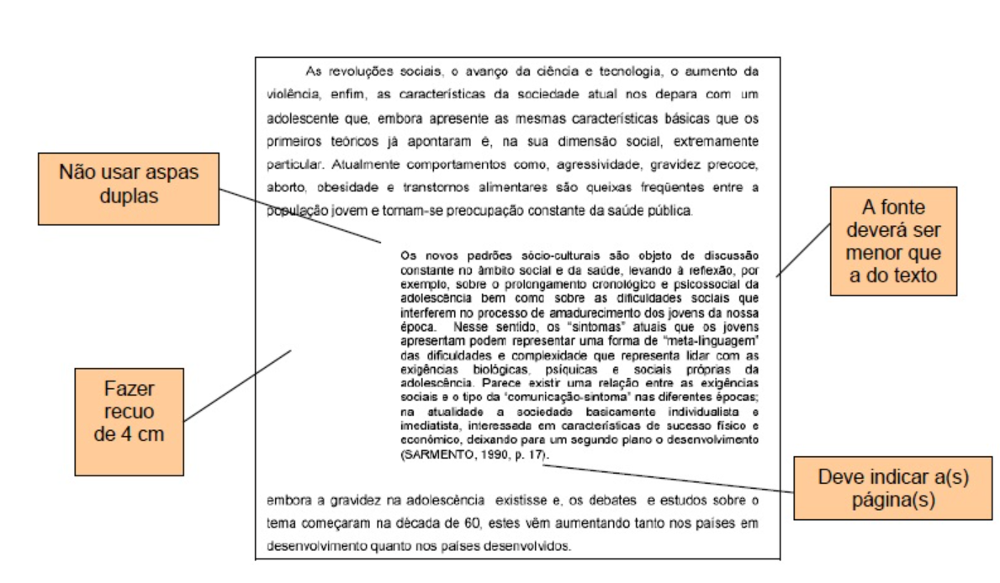 As revoluções sociais, o avanço da ciência e tecnologia, o aumento da
violência, enfim, as características da sociedade atual nos depara com um
adolescente que, embora apresente as mesmas características básicas que os
primeiros teóricos já apontaram é, na sua dimensão social, extremamente
particular. Atualmente comportamentos como, agressividade, gravidez precoce,
aborto, obesidade e transtornos alimentares são queixas freqüentes entre a
população jovem e tornam-se preocupação constante da saúde pública.
Não usar aspas
duplas
A fonte
deverá ser
menor que
a do texto
Os novos padrões sócio-culturais são objeto de discussão
constante no âmbito social e da saúde, levando à reflexão, por
exemplo, sobre o prolongamento cronológico e psicossocial da
adolescência bem como sobre as dificuldades sociais que
interferem no processo de amadurecimento dos jovens da nossa
época. Nesse sentido, os "sintomas" atuais que os jovens
apresentam podem representar uma forma de "meta-linguagem"
das dificuldades e complexidade que representa lidar com as
exigências biológicas, psíquicas e sociais próprias da
adolescência. Parece existir uma relação entre as exigências
sociais e o tipo da "comunicação-sintoma" nas diferentes épocas;
na atualidade a sociedade basicamente individualista e
imediatista, interessada em características de sucesso físico e
econômico, deixando para um segundo plano o desenvolvimento
(SARMENTO, 1990, p. 17).
Fazer
recuo
de 4 cm
Deve indicar a(s)
página(s)
embora a gravidez na adolescência existisse e, os debates e estudos sobre o
tema começaram na década de 60, estes vêm aumentando tanto nos países em
desenvolvimento quanto nos países desenvolvidos.